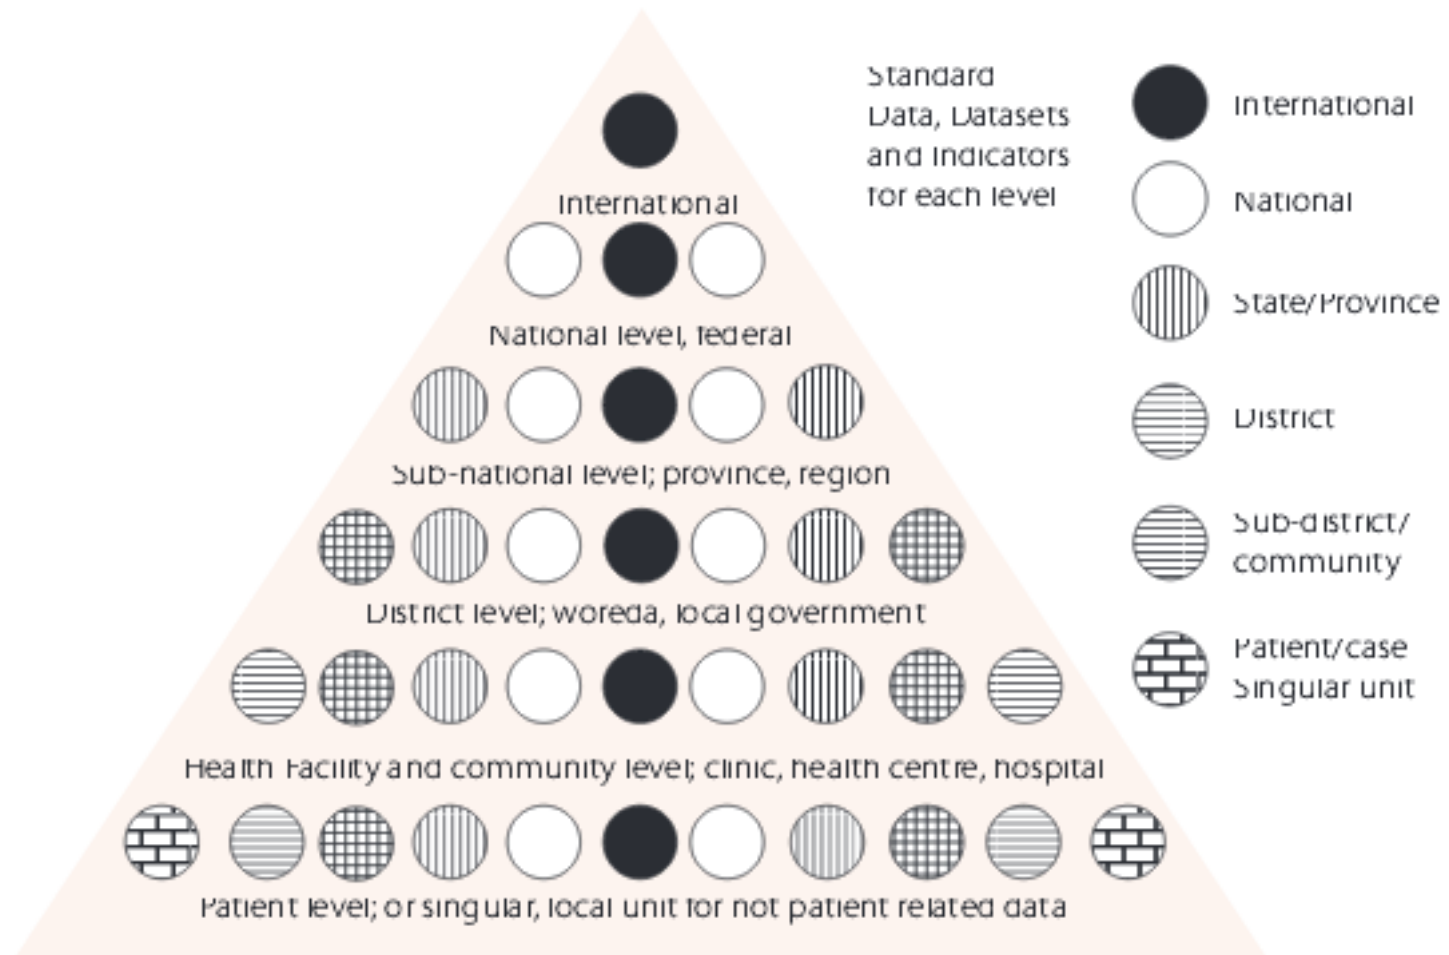 Standard
Data, Datasets
and Indicators
for each level
International
National
State/Province
District
Sub-district/
community
Patient/case
Singular unit
International
National level, federal
Sub-national level; province, region
District level; woreda, local government
Health Facility and community level; clinic, health centre, hospital
Patient level; or singular, local unit for not patient related data